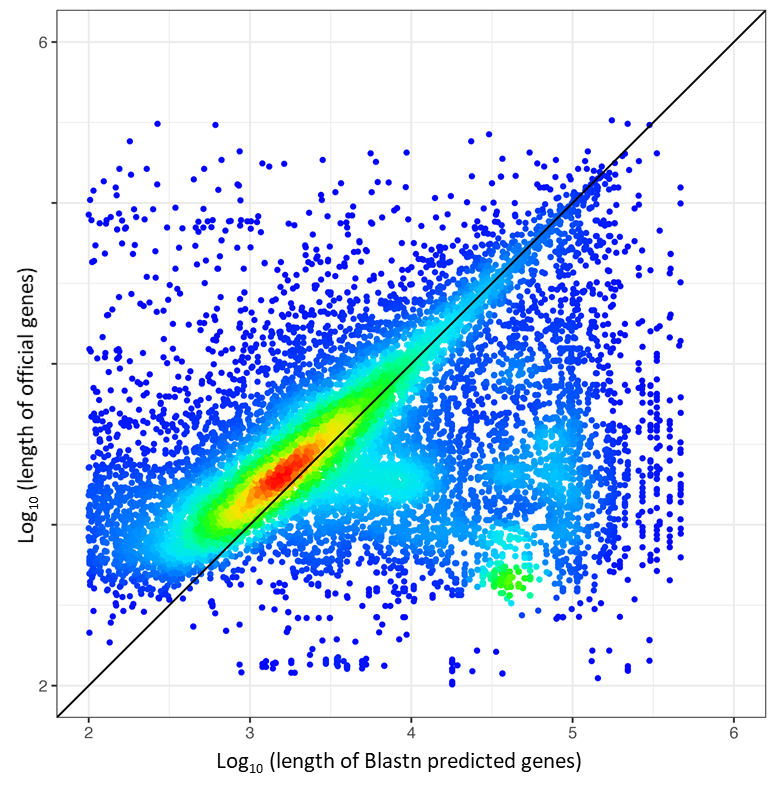 6
2
Log10 (length of official genes)
2 3 4 5 6
Log10 (length of Blastn predicted genes)